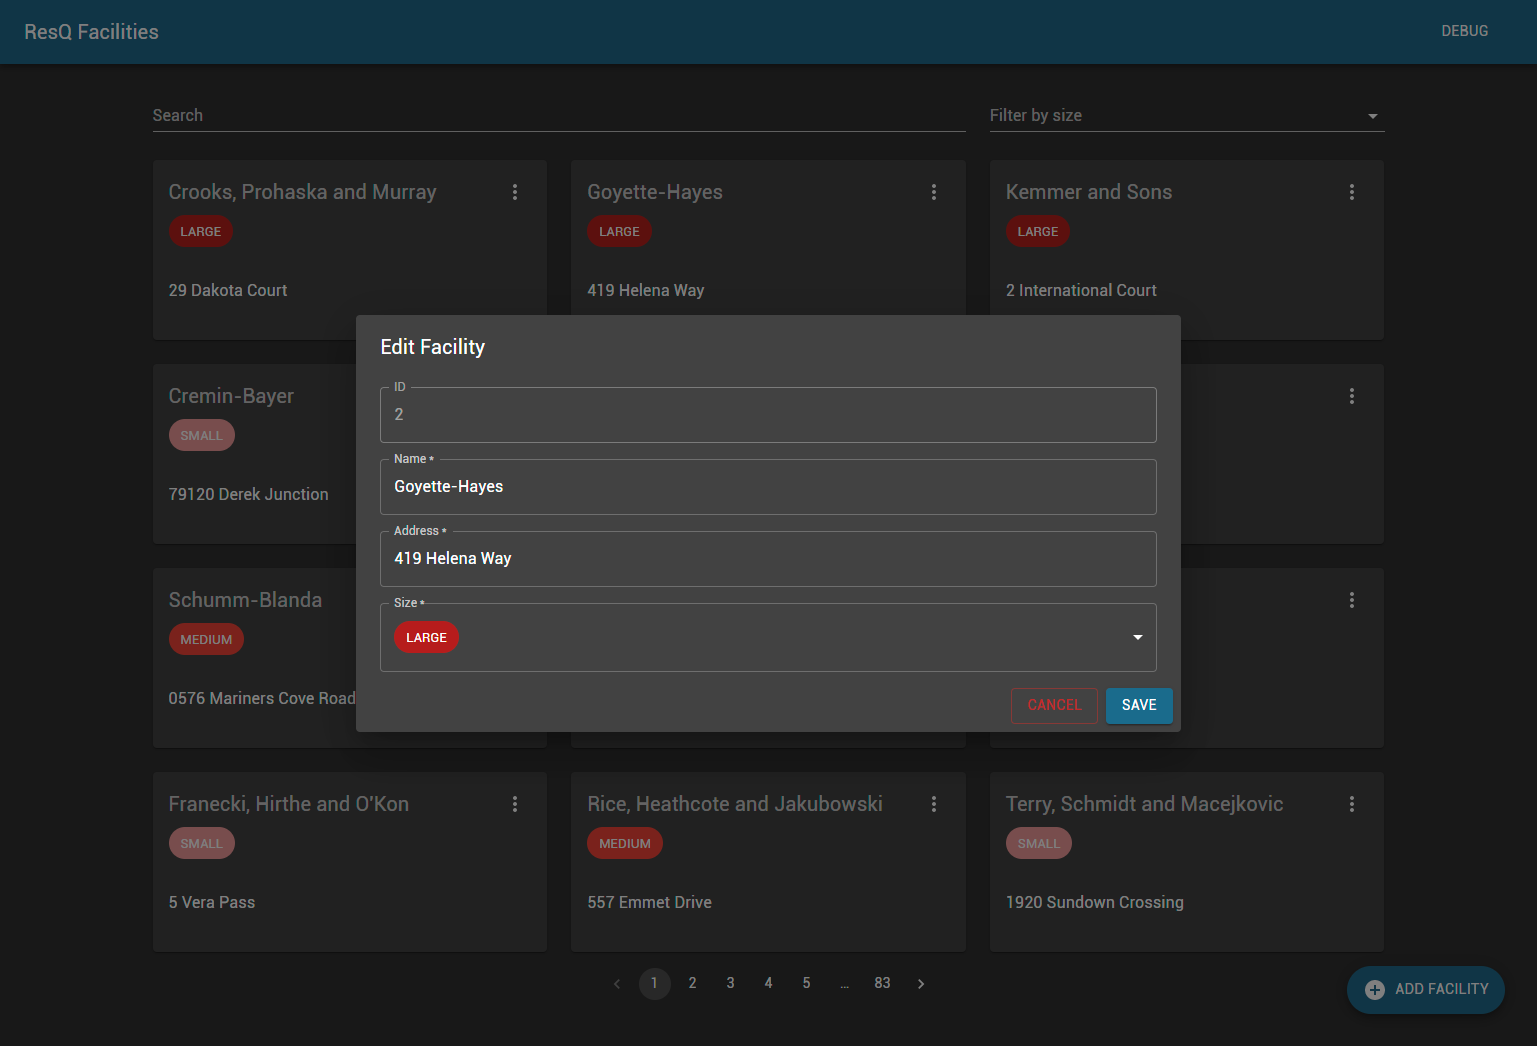 ResQ Facilities
DEBUG
Search
Filter by size
Crooks, Prohaska and Murray
LARGE
29 Dakota Court
Goyette-Hayes
LARGE
419 Helena Way
Kemmer and Sons
LARGE
2 International Court
Cremin-Bayer
SMALL
79120 Derek Junction
Schumm-Blanda
MEDIUM
0576 Mariners Cove Road
Edit Facility
ID
2
Name *
Goyette-Hayes
Address *
419 Helena Way
Size *
LARGE
CANCEL
SAVE
Franecki, Hirthe and O'Kon
SMALL
5 Vera Pass
Rice, Heathcote and Jakubowski
MEDIUM
557 Emmet Drive
Terry, Schmidt and Macejkovic
SMALL
1920 Sundown Crossing
1 2 3 4 5 ... 83
ADD FACILITY